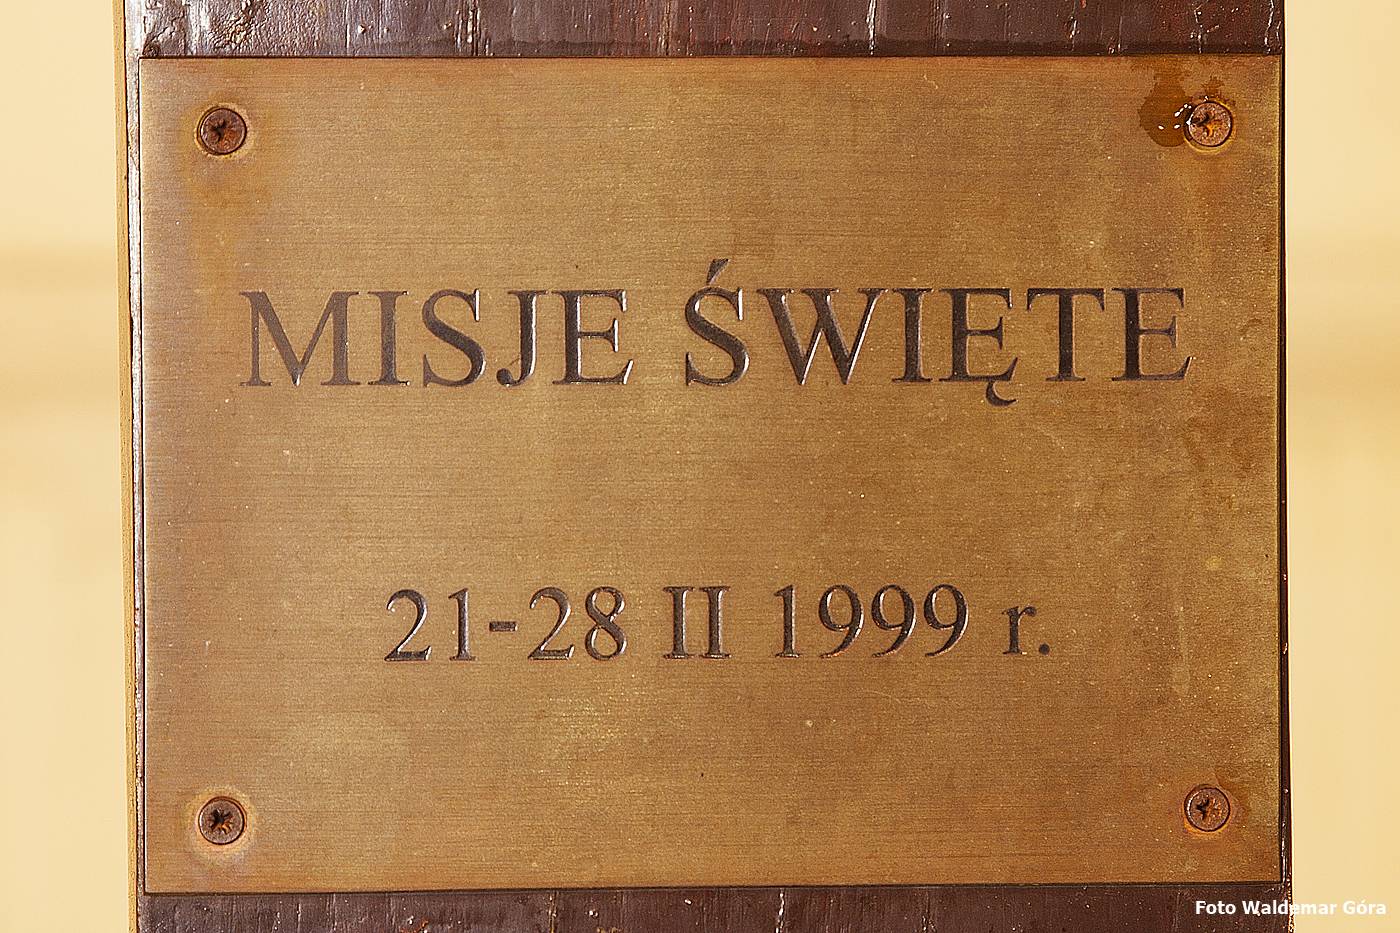 MISJE ŚWIĘTE
21-28 II 1999 r.
Foto Waldemar Góra